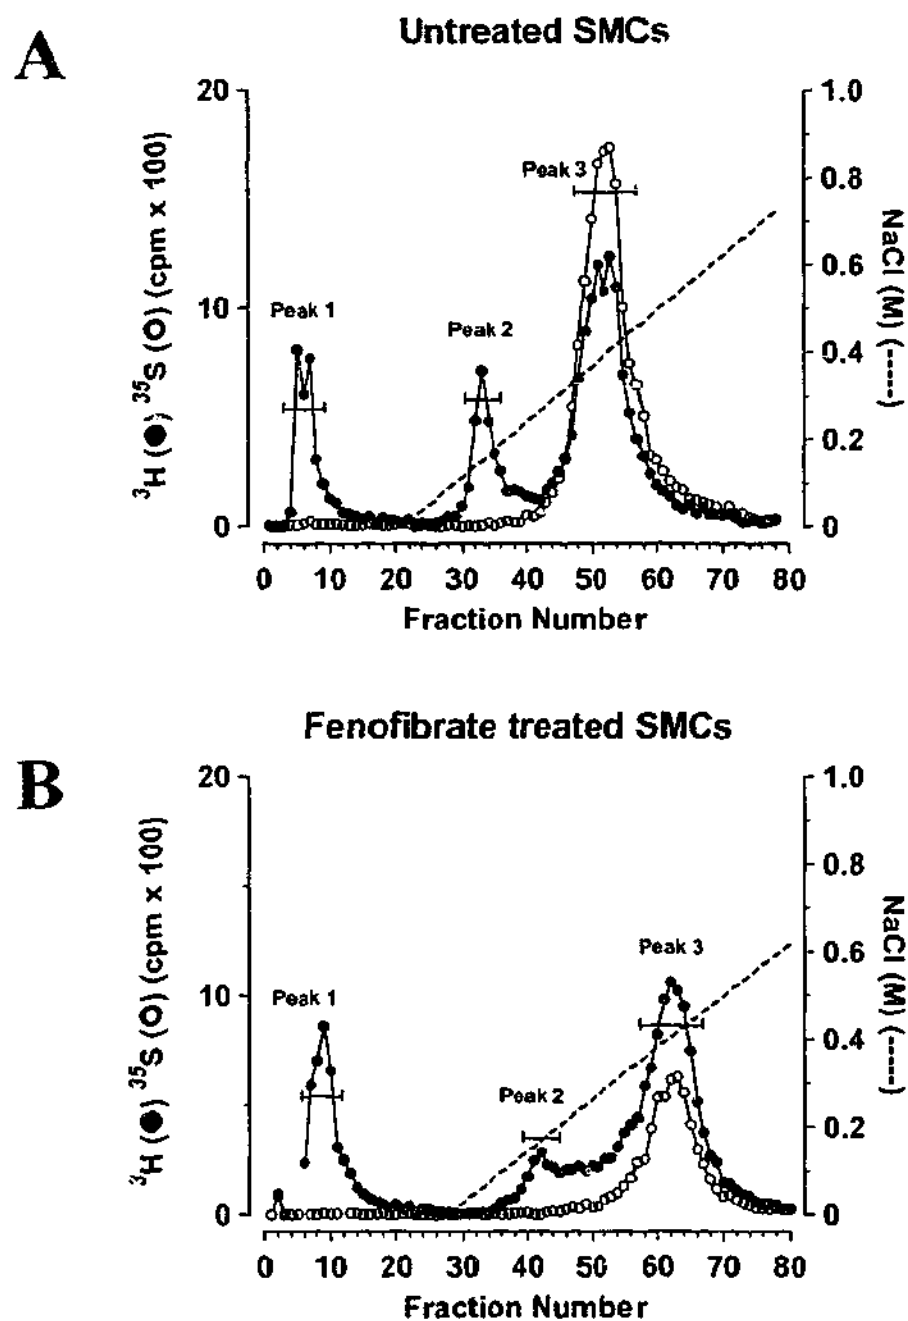 A
Untreated SMCs
20
10
0
³H (●) ³⁵S (O) (cpm x 100)
Peak 1
Peak 2
Peak 3
1.0
0.8
0.6
0.4
0.2
0
NaCl (M) (-----)
0 10 20 30 40 50 60 70 80
Fraction Number
B
Fenofibrate treated SMCs
20
10
0
³H (●) ³⁵S (O) (cpm x 100)
Peak 1
Peak 2
Peak 3
1.0
0.8
0.6
0.4
0.2
0
NaCl (M) (-----)
0 10 20 30 40 50 60 70 80
Fraction Number